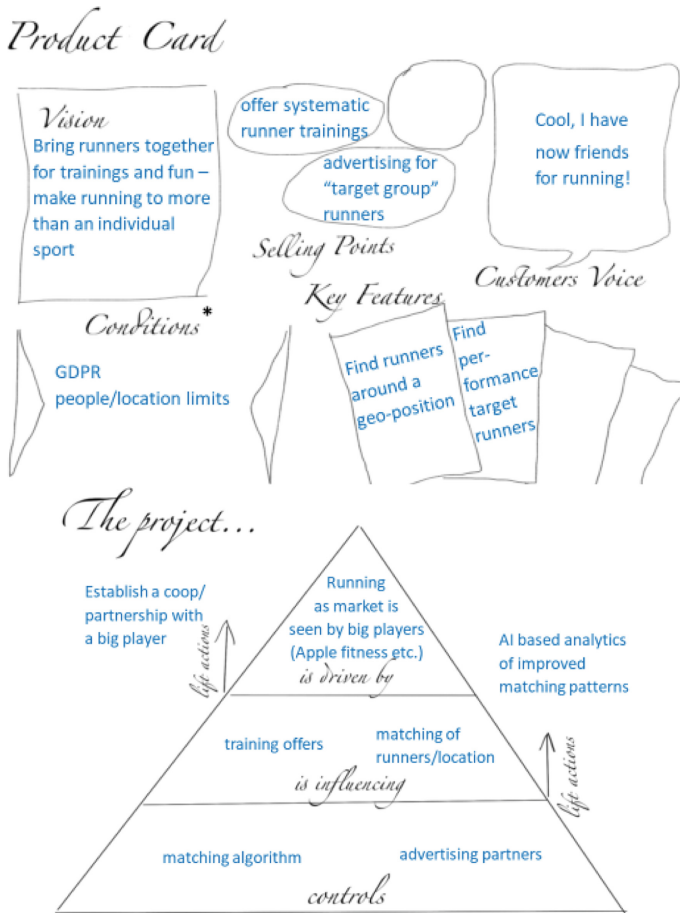 Product Card
Vision
Bring runners together
for trainings and fun –
make running to more
than an individual
sport
offer systematic
runner trainings
advertising for
“target group”
runners
Selling Points
Cool, I have
now friends
for running!
Customers Voice
Conditions*
GDPR
people/location limits
Key Features
Find runners
around a
geo-position
Find
per-
formance
target
runners
The project...
Establish a coop/
partnership with
a big player
lift actions
Running
as market is
seen by big players
(Apple fitness etc.)
is driven by
AI based analytics
of improved
matching patterns
lift actions
training offers
matching of
runners/location
is influencing
matching algorithm
advertising partners
controls